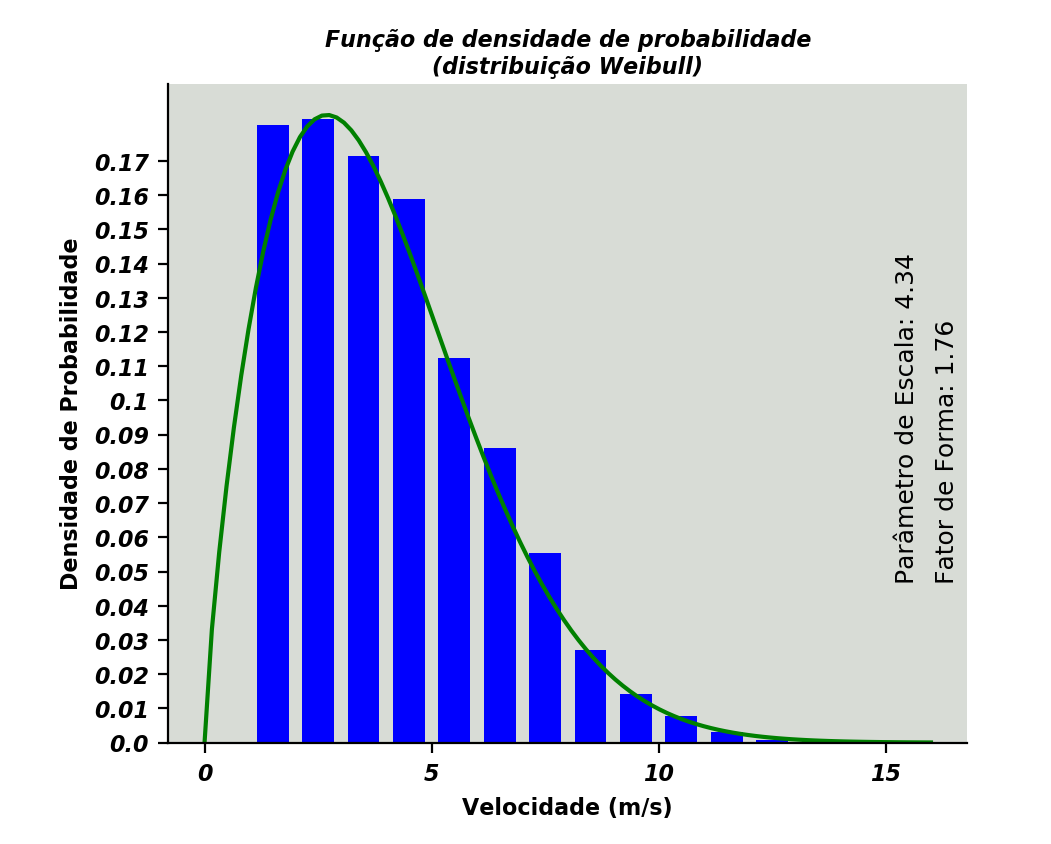 Função de densidade de probabilidade
(distribuição Weibull)
Densidade de Probabilidade
0.17
0.16
0.15
0.14
0.13
0.12
0.11
0.1
0.09
0.08
0.07
0.06
0.05
0.04
0.03
0.02
0.01
0.0
Parâmetro de Escala: 4.34
Fator de Forma: 1.76
0 5 10 15
Velocidade (m/s)